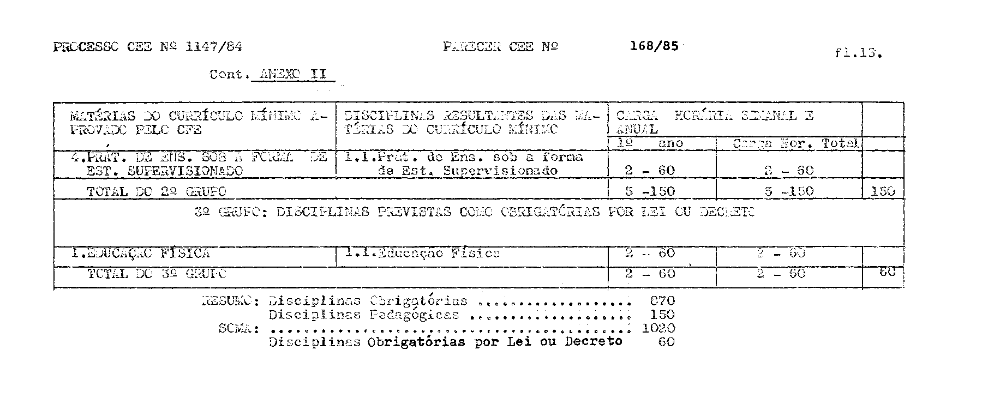 PROCESSO CEE Nº 1147/84 PARECER CEE Nº 168/85 fl.13.
Cont. ANEXO II
MATÉRIAS DO CURRÍCULO MÍNIMO A- DISCIPLINAS RESULTANTES DAS MA- CARGA HORÁRIA SEMANAL E
PROVADO PELO CFE TÉRIAS DO CURRÍCULO MÍNIMO ANUAL
1º ano Carga Hor. Total
4.PRÁT. DE ENS. SOB A FORMA DE 1.1.Prát. de Ens. sob a forma
EST. SUPERVISIONADO de Est. Supervisionado 2 - 60 2 - 60
TOTAL DO 2º GRUPO 5 -150 5 -150 150
3º GRUPO: DISCIPLINAS PREVISTAS COMO OBRIGATÓRIAS POR LEI OU DECRETO
1.EDUCAÇÃO FÍSICA 1.1.Educação Física 2 - 60 2 - 60
TOTAL DO 3º GRUPO 2 - 60 2 - 60 60
RESUMO: Disciplinas Obrigatórias ................... 870
Disciplinas Pedagógicas .................... 150
SOMA: ............................................ 1020
Disciplinas Obrigatórias por Lei ou Decreto 60